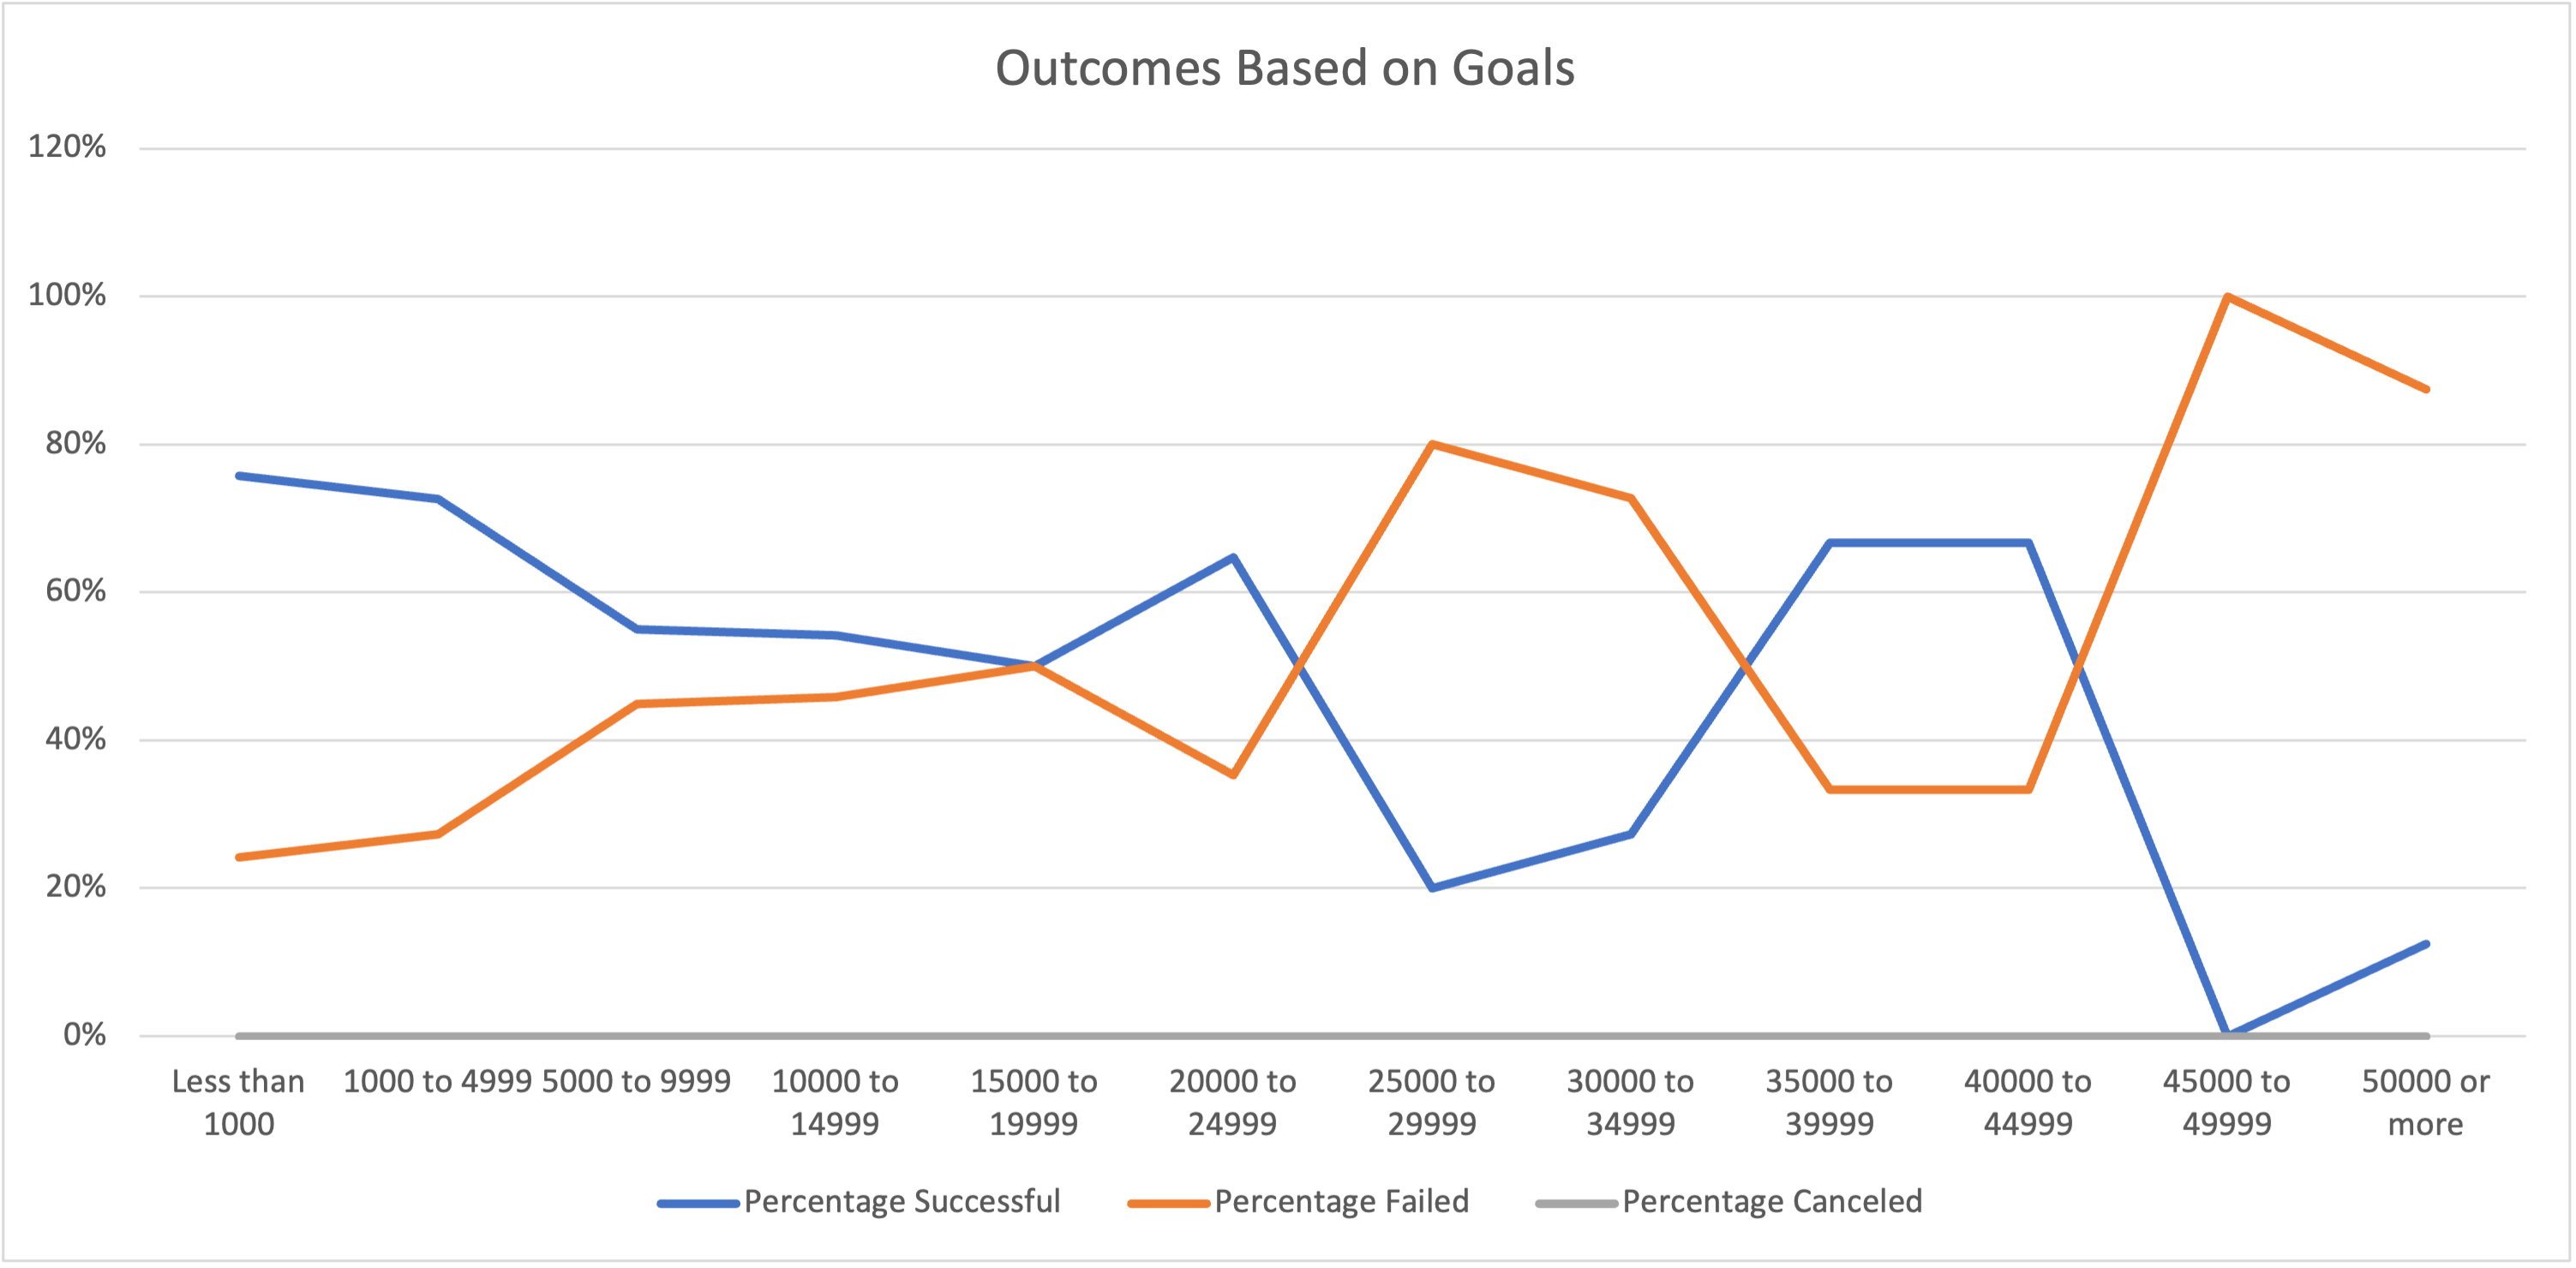 Outcomes Based on Goals
120%
100%
80%
60%
40%
20%
0%
Less than
1000
1000 to 4999
5000 to 9999
10000 to
14999
15000 to
19999
20000 to
24999
25000 to
29999
30000 to
34999
35000 to
39999
40000 to
44999
45000 to
49999
50000 or
more
Percentage Successful
Percentage Failed
Percentage Canceled